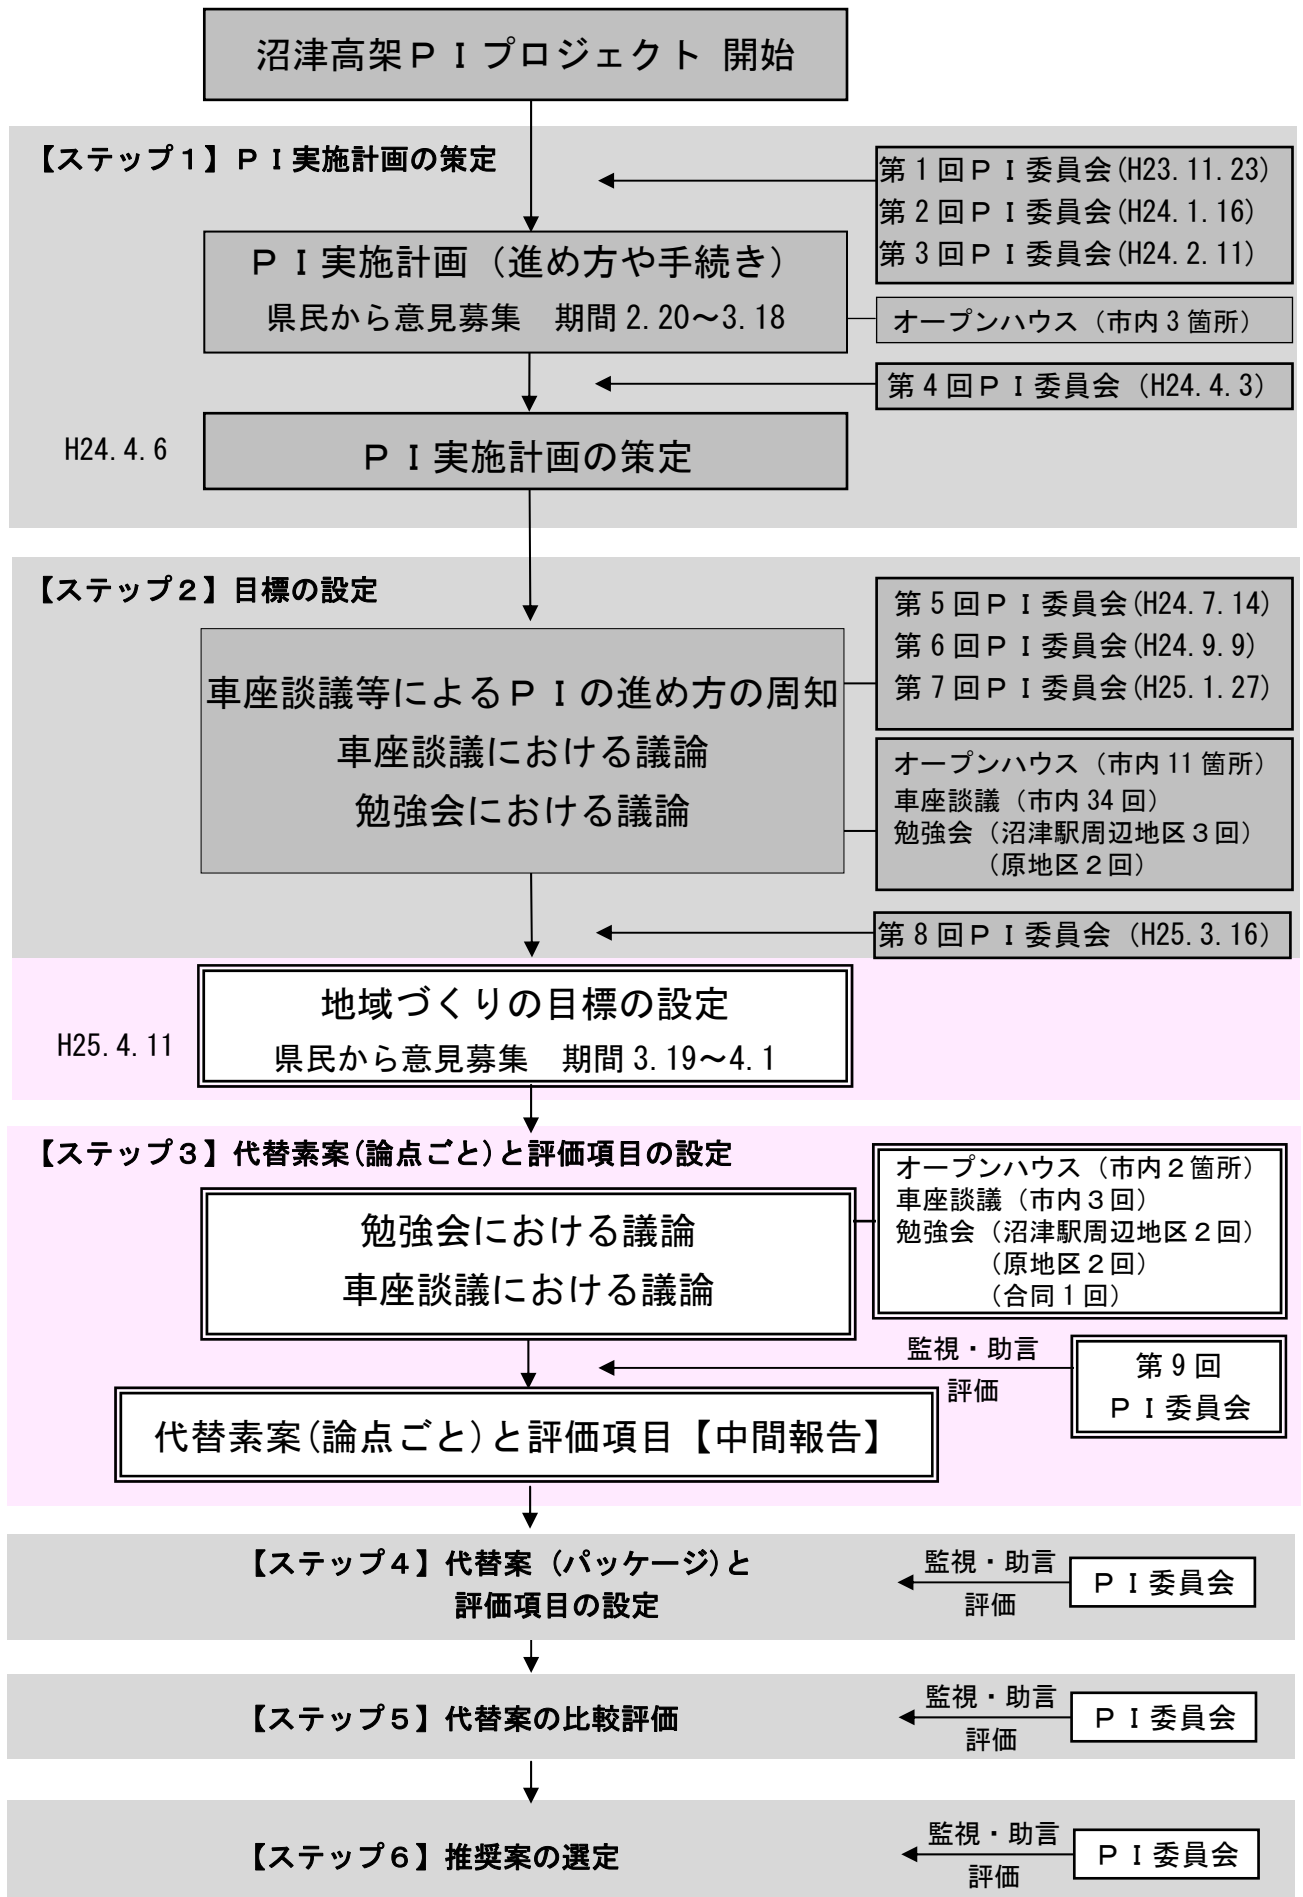 沼津高架ＰＩプロジェクト 開始
【ステップ１】ＰＩ実施計画の策定
第１回ＰＩ委員会(H23.11.23)
第２回ＰＩ委員会(H24.1.16)
第３回ＰＩ委員会(H24.2.11)
ＰＩ実施計画（進め方や手続き）
県民から意見募集　期間 2.20～3.18
オープンハウス（市内３箇所）
第４回ＰＩ委員会（H24.4.3）
H24.4.6
ＰＩ実施計画の策定
【ステップ２】目標の設定
第５回ＰＩ委員会(H24.7.14)
第６回ＰＩ委員会(H24.9.9)
第７回ＰＩ委員会(H25.1.27)
車座談議等によるＰＩの進め方の周知
車座談議における議論
勉強会における議論
オープンハウス（市内 11 箇所）
車座談議（市内 34 回）
勉強会（沼津駅周辺地区３回）
（原地区２回）
第８回ＰＩ委員会（H25.3.16）
地域づくりの目標の設定
H25.4.11
県民から意見募集　期間 3.19～4.1
【ステップ３】代替素案(論点ごと)と評価項目の設定
オープンハウス（市内２箇所）
車座談議（市内３回）
勉強会（沼津駅周辺地区２回）
（原地区２回）
（合同１回）
勉強会における議論
車座談議における議論
監視・助言
評価
第９回
ＰＩ委員会
代替素案(論点ごと)と評価項目【中間報告】
【ステップ４】代替案（パッケージ)と
評価項目の設定
監視・助言
評価
ＰＩ委員会
【ステップ５】代替案の比較評価
監視・助言
評価
ＰＩ委員会
【ステップ６】推奨案の選定
監視・助言
評価
ＰＩ委員会